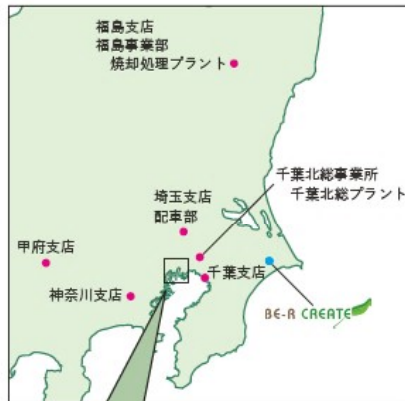 福島支店
福島事業部
焼却処理プラント
千葉北総事業所
千葉北総プラント
埼玉支店
配車部
甲府支店
千葉支店
神奈川支店
BE-R CREATE